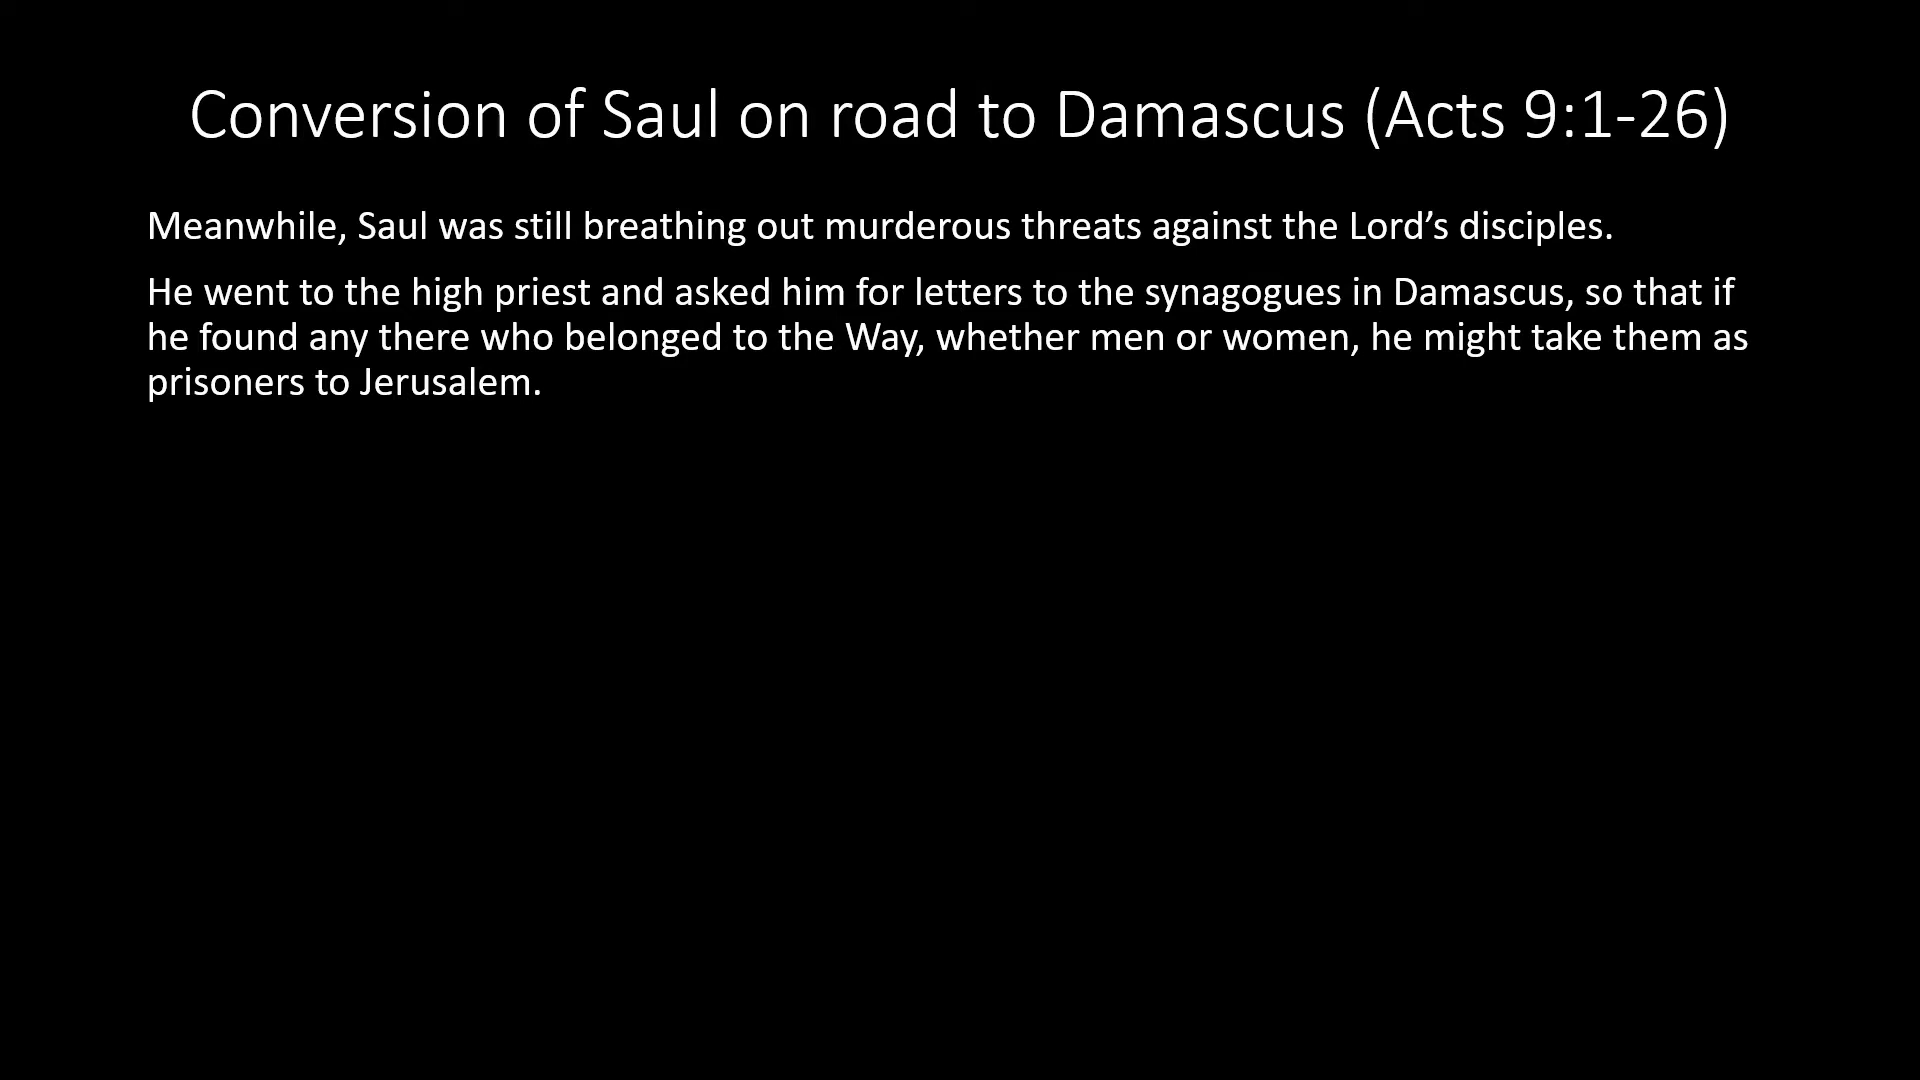 Conversion of Saul on road to Damascus (Acts 9:1-26)
Meanwhile, Saul was still breathing out murderous threats against the Lord’s disciples.
He went to the high priest and asked him for letters to the synagogues in Damascus, so that if
he found any there who belonged to the Way, whether men or women, he might take them as
prisoners to Jerusalem.